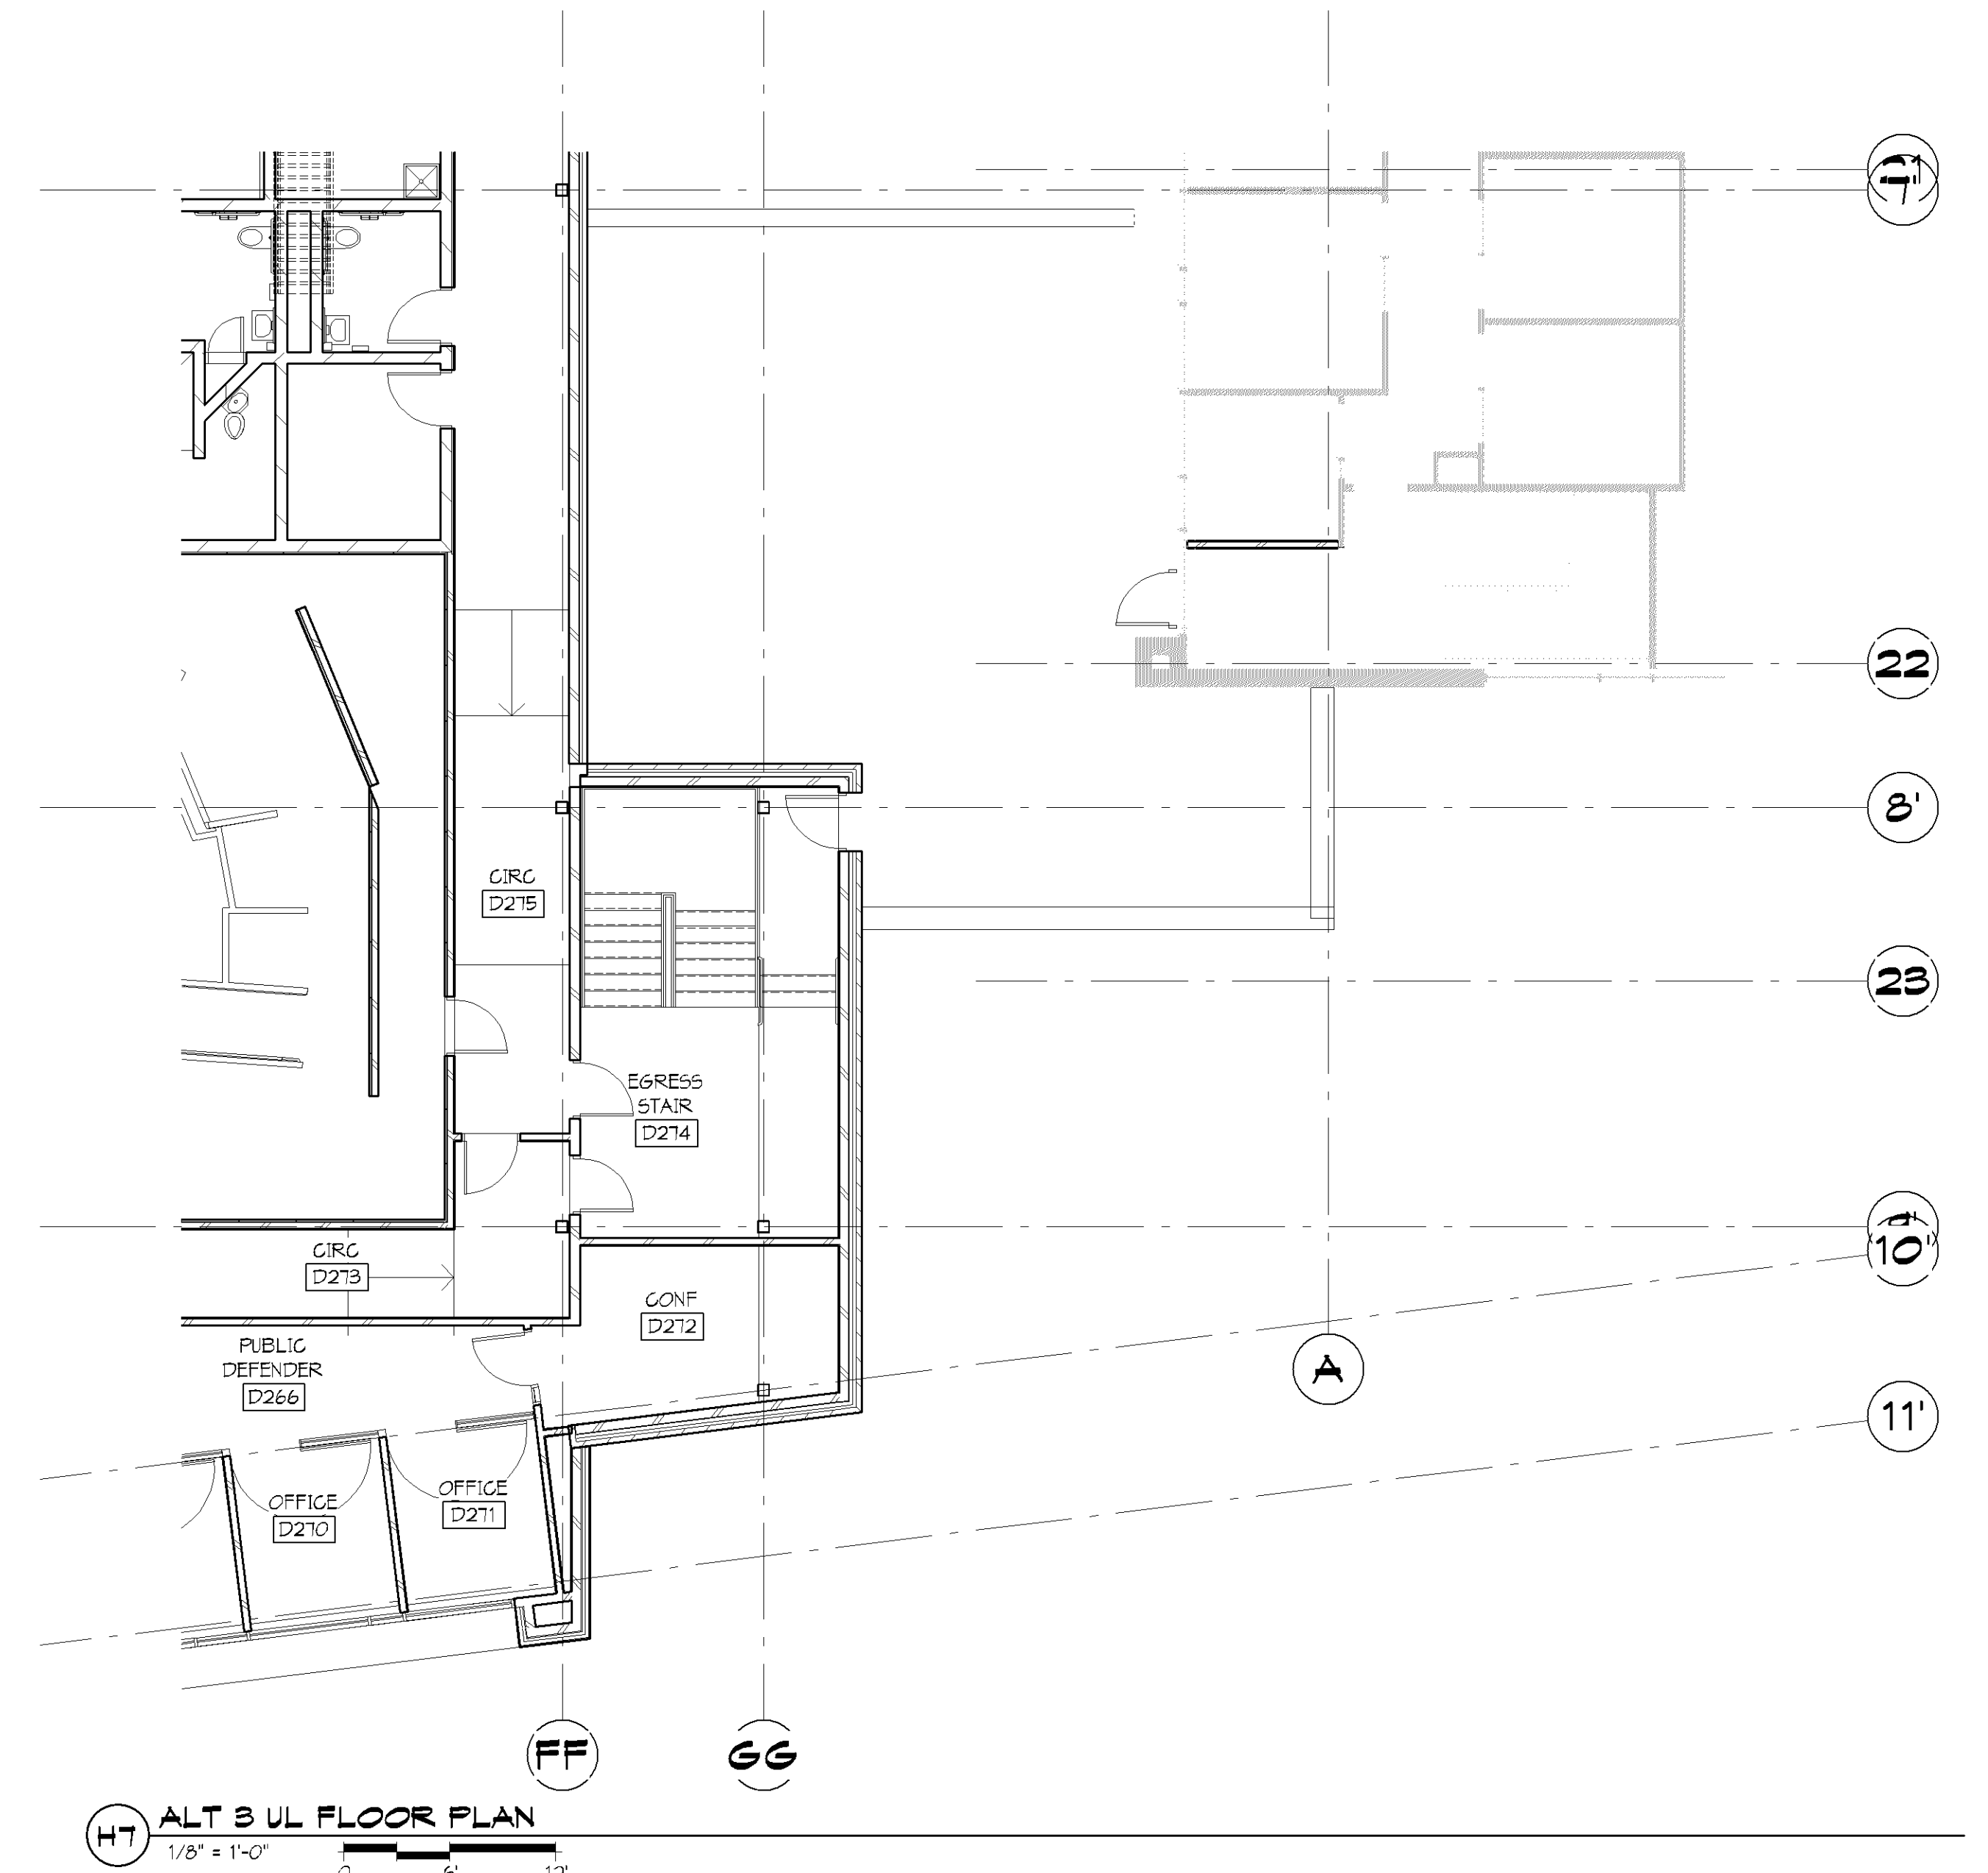 22
8'
CIRC
D275
23
EGRESS
STAIR
D274
10'
CIRC
D273
CONF
D272
PUBLIC
DEFENDER
D266
A
11'
OFFICE
D271
OFFICE
D270
FF
GG
H7
ALT 3 UL FLOOR PLAN
1/8" = 1'-0"
0 6' 12'